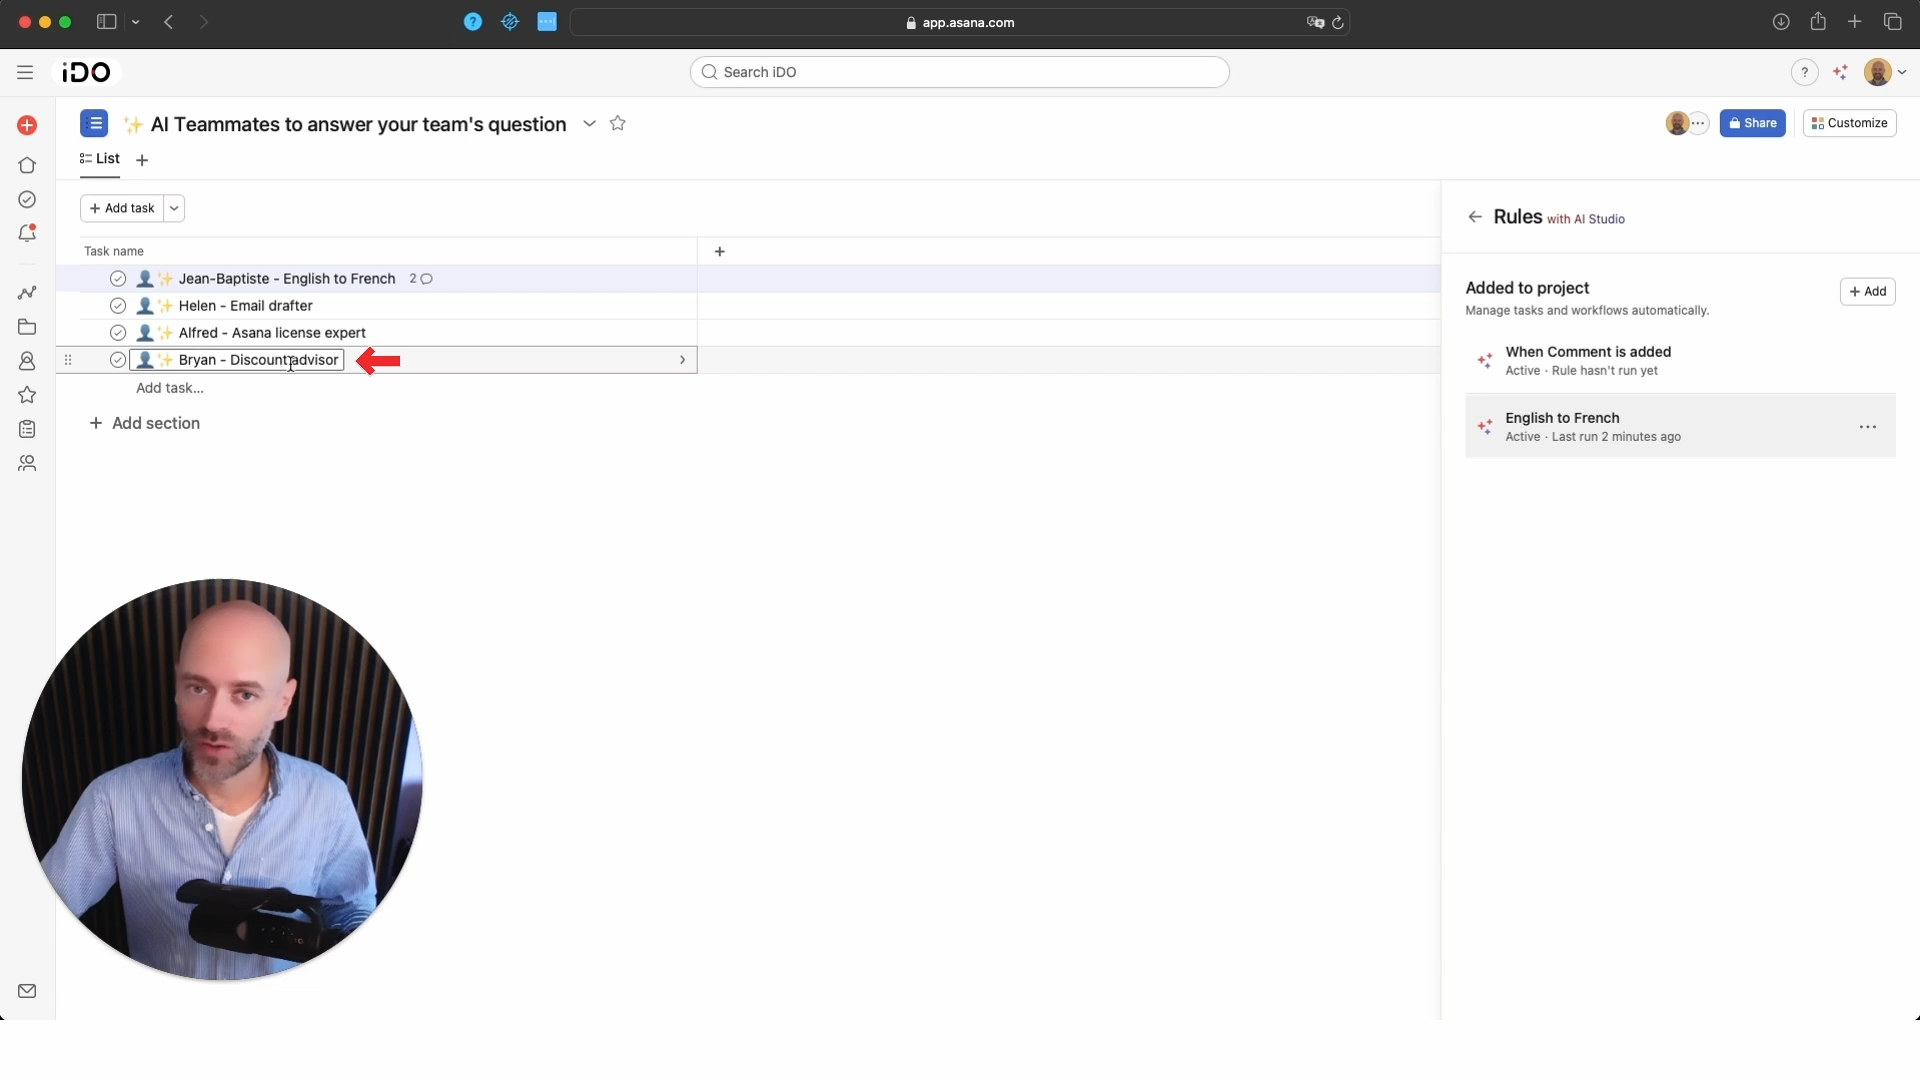 app.asana.com
iDO
Search iDO
?
✨ AI Teammates to answer your team's question
Share
Customize
List
+ Add task
Task name
👤✨ Jean-Baptiste - English to French 2
👤✨ Helen - Email drafter
👤✨ Alfred - Asana license expert
👤✨ Bryan - Discount advisor
Add task...
+ Add section
Rules with AI Studio
Added to project
+ Add
Manage tasks and workflows automatically.
When Comment is added
Active · Rule hasn't run yet
English to French
Active · Last run 2 minutes ago